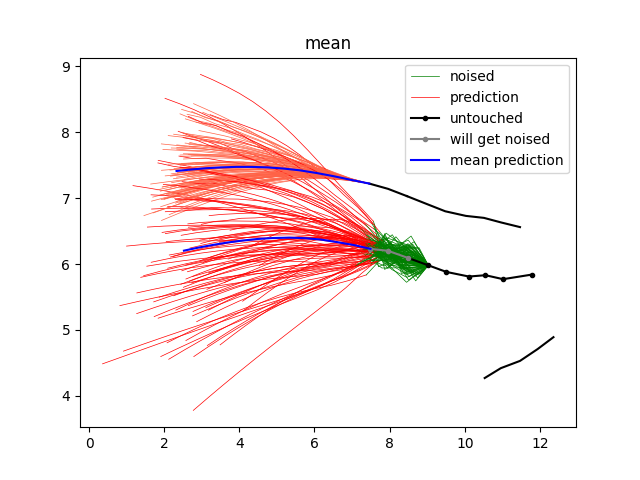 mean
noised
prediction
untouched
will get noised
mean prediction
9
8
7
6
5
4
0 2 4 6 8 10 12